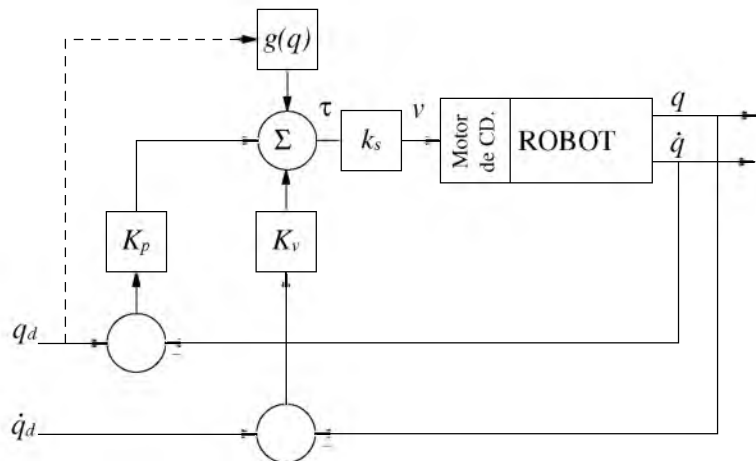 g(q)
τ
v
q
Σ
k_s
Motor
de CD.
ROBOT
q̇
K_p
K_v
q_d
q̇_d